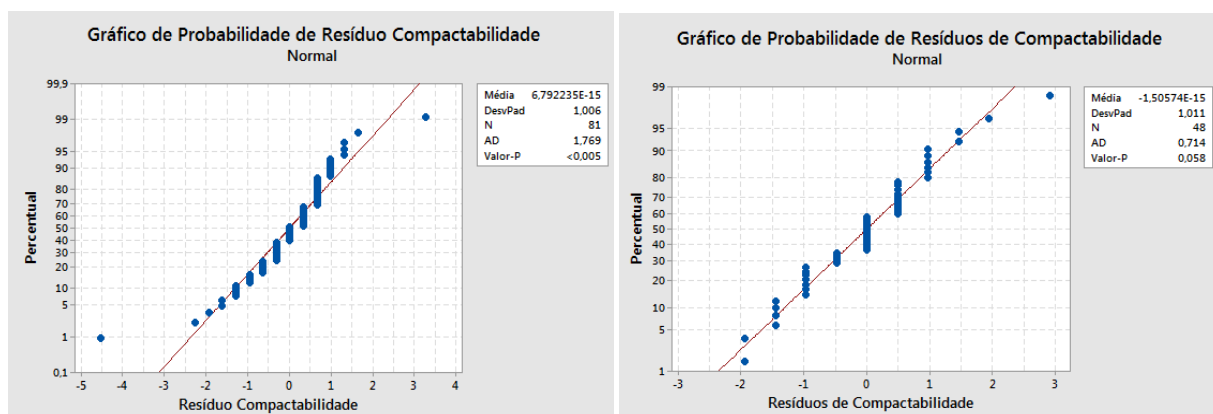 Gráfico de Probabilidade de Resíduo Compactabilidade
Normal
99,9
99
95
90
80
70
60
50
40
30
20
10
5
1
0,1
Percentual
-5 -4 -3 -2 -1 0 1 2 3 4
Resíduo Compactabilidade
Média 6,792235E-15
DesvPad 1,006
N 81
AD 1,769
Valor-P <0,005
Gráfico de Probabilidade de Resíduos de Compactabilidade
Normal
99
95
90
80
70
60
50
40
30
20
10
5
1
Percentual
-3 -2 -1 0 1 2 3
Resíduos de Compactabilidade
Média -1,50574E-15
DesvPad 1,011
N 48
AD 0,714
Valor-P 0,058